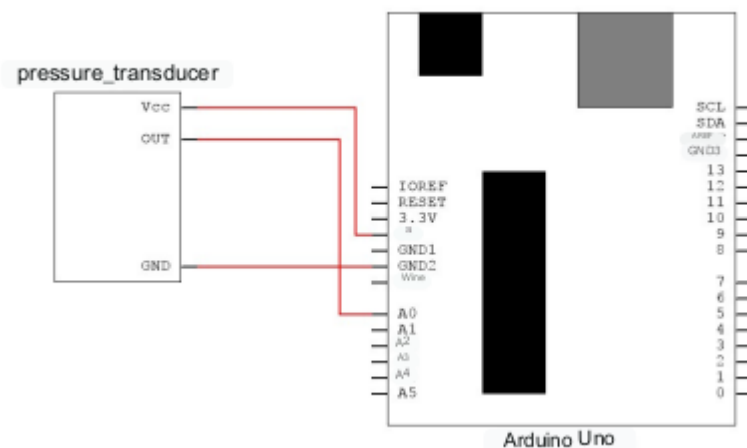 pressure_transducer
Vcc
OUT
GND
IOREF
RESET
3.3V
GND1
GND2
Wine
A0
A1
A2
A3
A4
A5
SCL
SDA
GND3
13
12
11
10
9
8
7
6
5
4
3
2
1
0
Arduino Uno